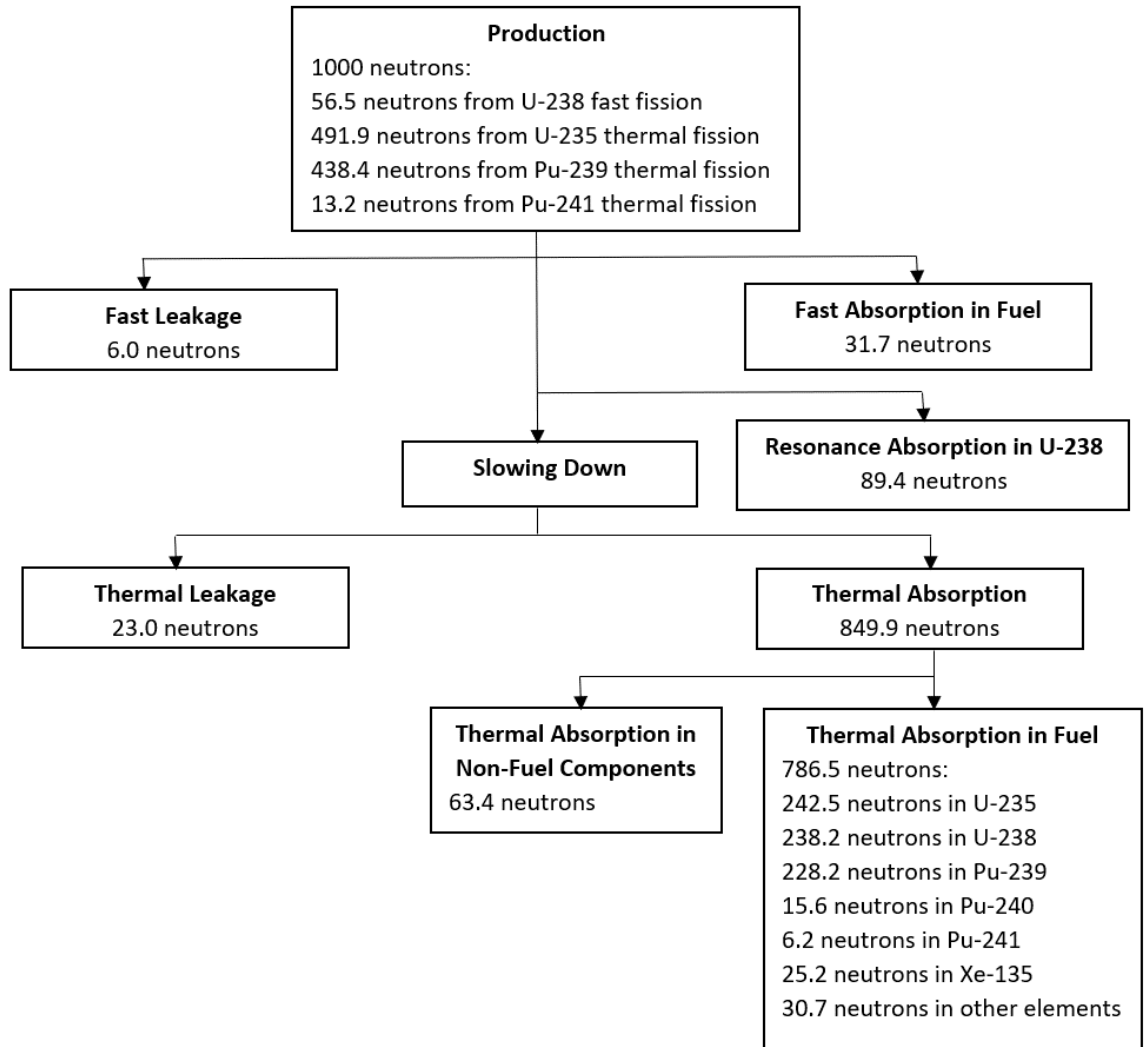 Production
1000 neutrons:
56.5 neutrons from U-238 fast fission
491.9 neutrons from U-235 thermal fission
438.4 neutrons from Pu-239 thermal fission
13.2 neutrons from Pu-241 thermal fission
Fast Leakage
6.0 neutrons
Fast Absorption in Fuel
31.7 neutrons
Resonance Absorption in U-238
89.4 neutrons
Slowing Down
Thermal Leakage
23.0 neutrons
Thermal Absorption
849.9 neutrons
Thermal Absorption in
Non-Fuel Components
63.4 neutrons
Thermal Absorption in Fuel
786.5 neutrons:
242.5 neutrons in U-235
238.2 neutrons in U-238
228.2 neutrons in Pu-239
15.6 neutrons in Pu-240
6.2 neutrons in Pu-241
25.2 neutrons in Xe-135
30.7 neutrons in other elements